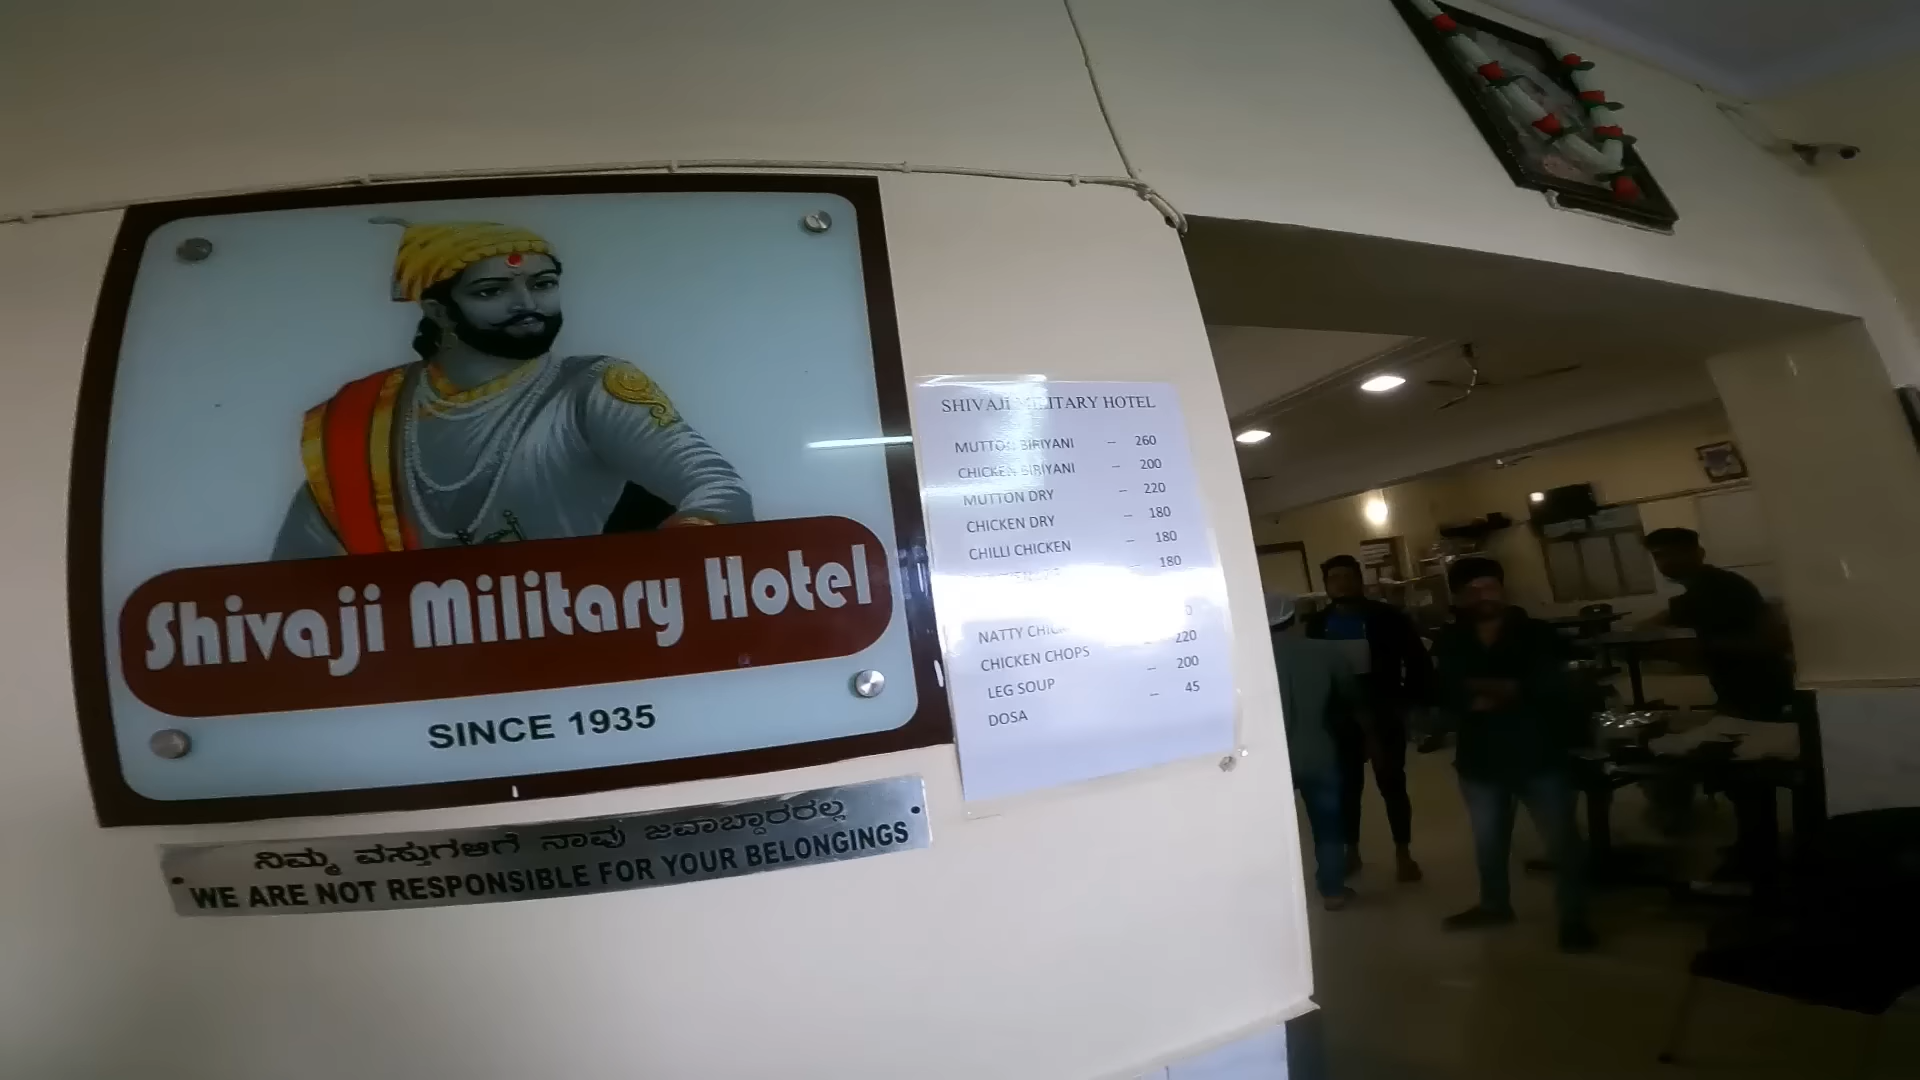 Shivaji Military Hotel
SINCE 1935
ನಿಮ್ಮ ವಸ್ತುಗಳಿಗೆ ನಾವು ಜವಾಬ್ದಾರರಲ್ಲ
WE ARE NOT RESPONSIBLE FOR YOUR BELONGINGS
SHIVAJI MILITARY HOTEL
MUTTON BIRIYANI – 260
CHICKEN BIRIYANI – 200
MUTTON DRY – 220
CHICKEN DRY – 180
CHILLI CHICKEN – 180
– 180
NATTY
CHICKEN CHOPS – 220
LEG SOUP – 200
DOSA – 45